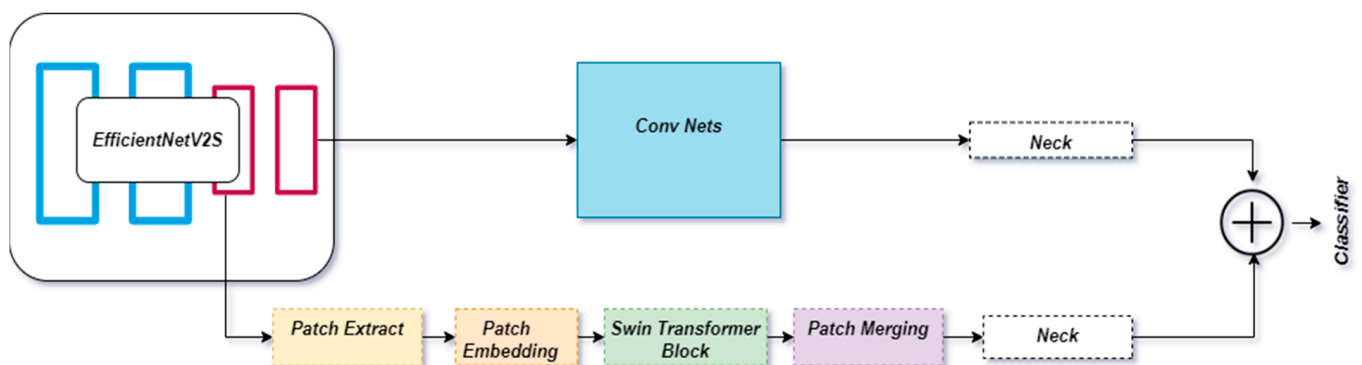 EfficientNetV2S
Conv Nets
Neck
Classifier
Patch Extract
Patch
Embedding
Swin Transformer
Block
Patch Merging
Neck